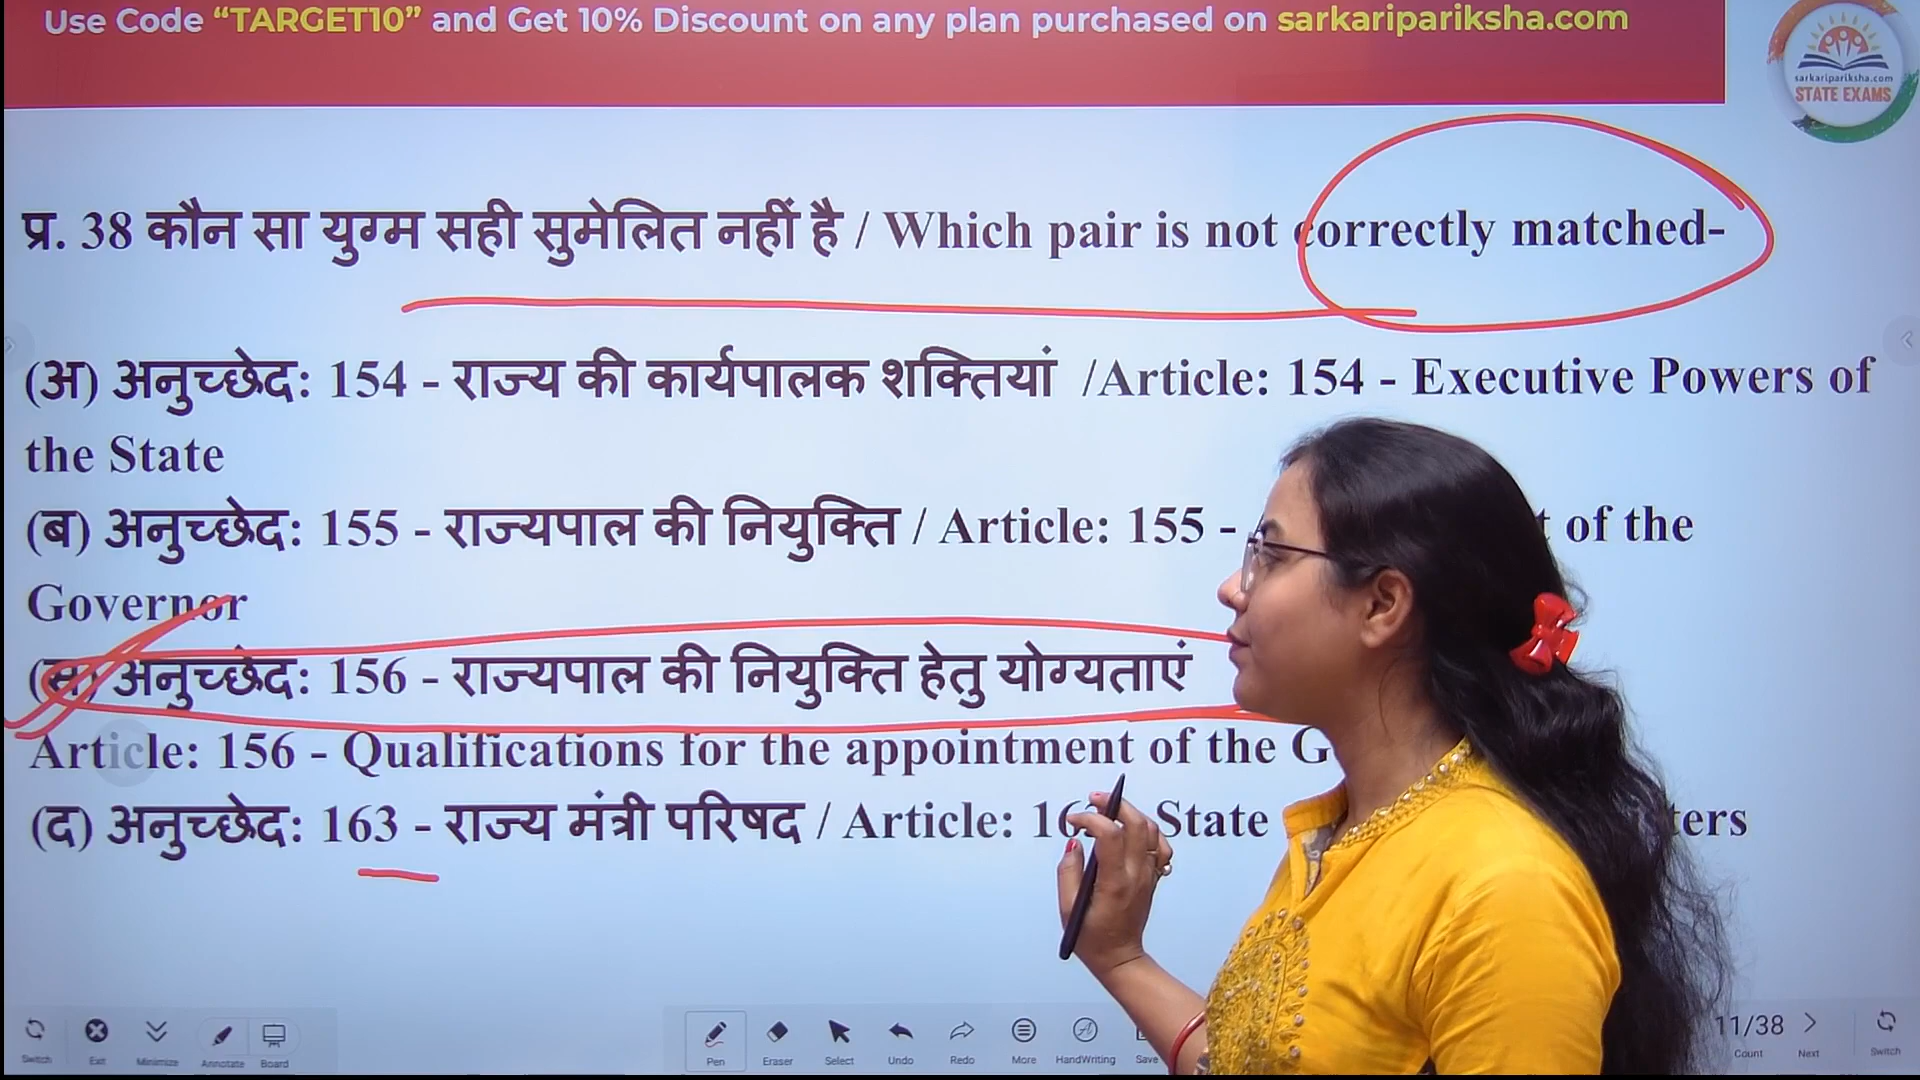 Use Code “TARGET10” and Get 10% Discount on any plan purchased on sarkaripariksha.com
sarkaripariksha.com
STATE EXAMS
प्र. 38 कौन सा युग्म सही सुमेलित नहीं है / Which pair is not correctly matched-
(अ) अनुच्छेद: 154 - राज्य की कार्यपालक शक्तियां /Article: 154 - Executive Powers of
the State
(ब) अनुच्छेद: 155 - राज्यपाल की नियुक्ति / Article: 155 - of the
Governor
(स) अनुच्छेद: 156 - राज्यपाल की नियुक्ति हेतु योग्यताएं
Article: 156 - Qualifications for the appointment of the
(द) अनुच्छेद: 163 - राज्य मंत्री परिषद / Article: State
11/38
Switch Exit Minimize Annotate Board Pen Eraser Select Undo Redo More HandWriting Save Count Next Switch